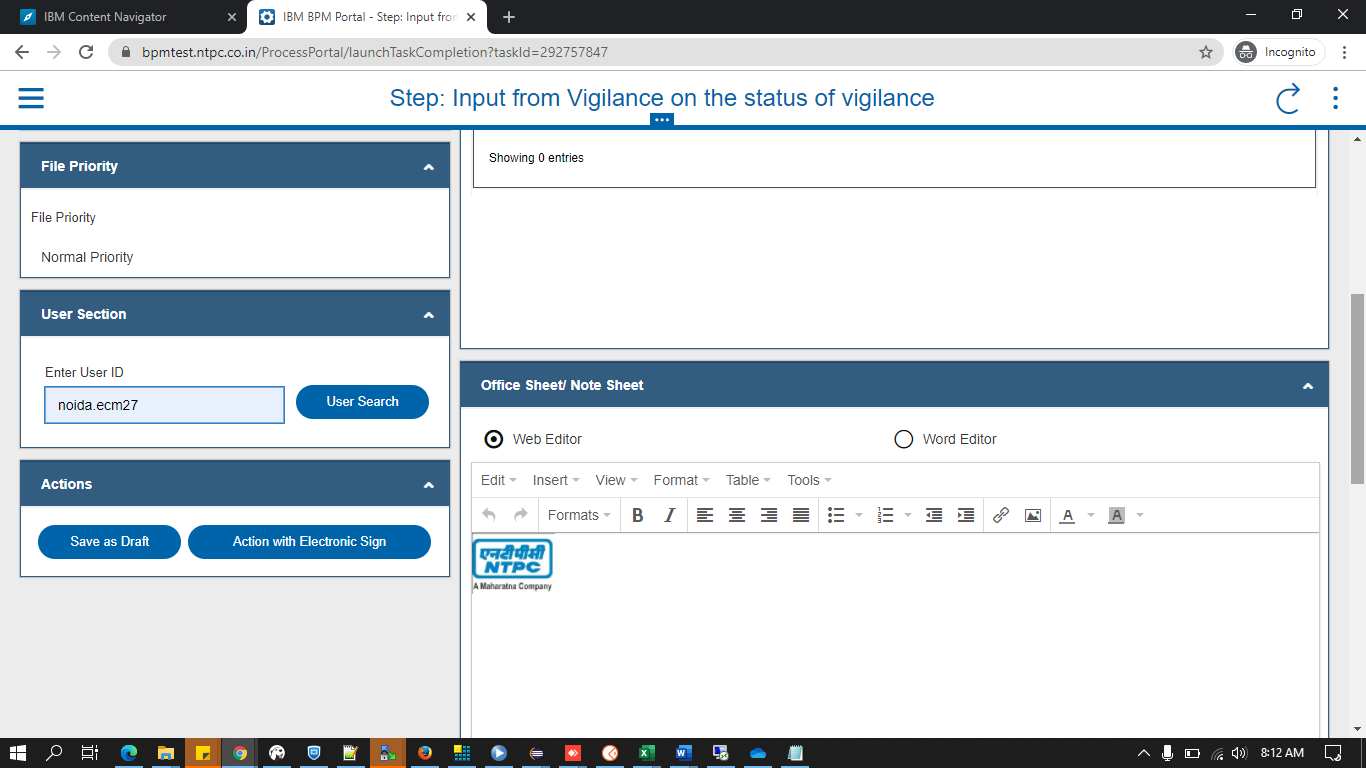 IBM Content Navigator
IBM BPM Portal - Step: Input from
bpmtest.ntpc.co.in/ProcessPortal/launchTaskCompletion?taskId=292757847
Incognito
Step: Input from Vigilance on the status of vigilance
File Priority
File Priority
Normal Priority
User Section
Enter User ID
noida.ecm27
User Search
Actions
Save as Draft
Action with Electronic Sign
Showing 0 entries
Office Sheet/ Note Sheet
Web Editor
Word Editor
Edit Insert View Format Table Tools
Formats B I A A
एनटीपीसी
NTPC
A Maharatna Company
8:12 AM